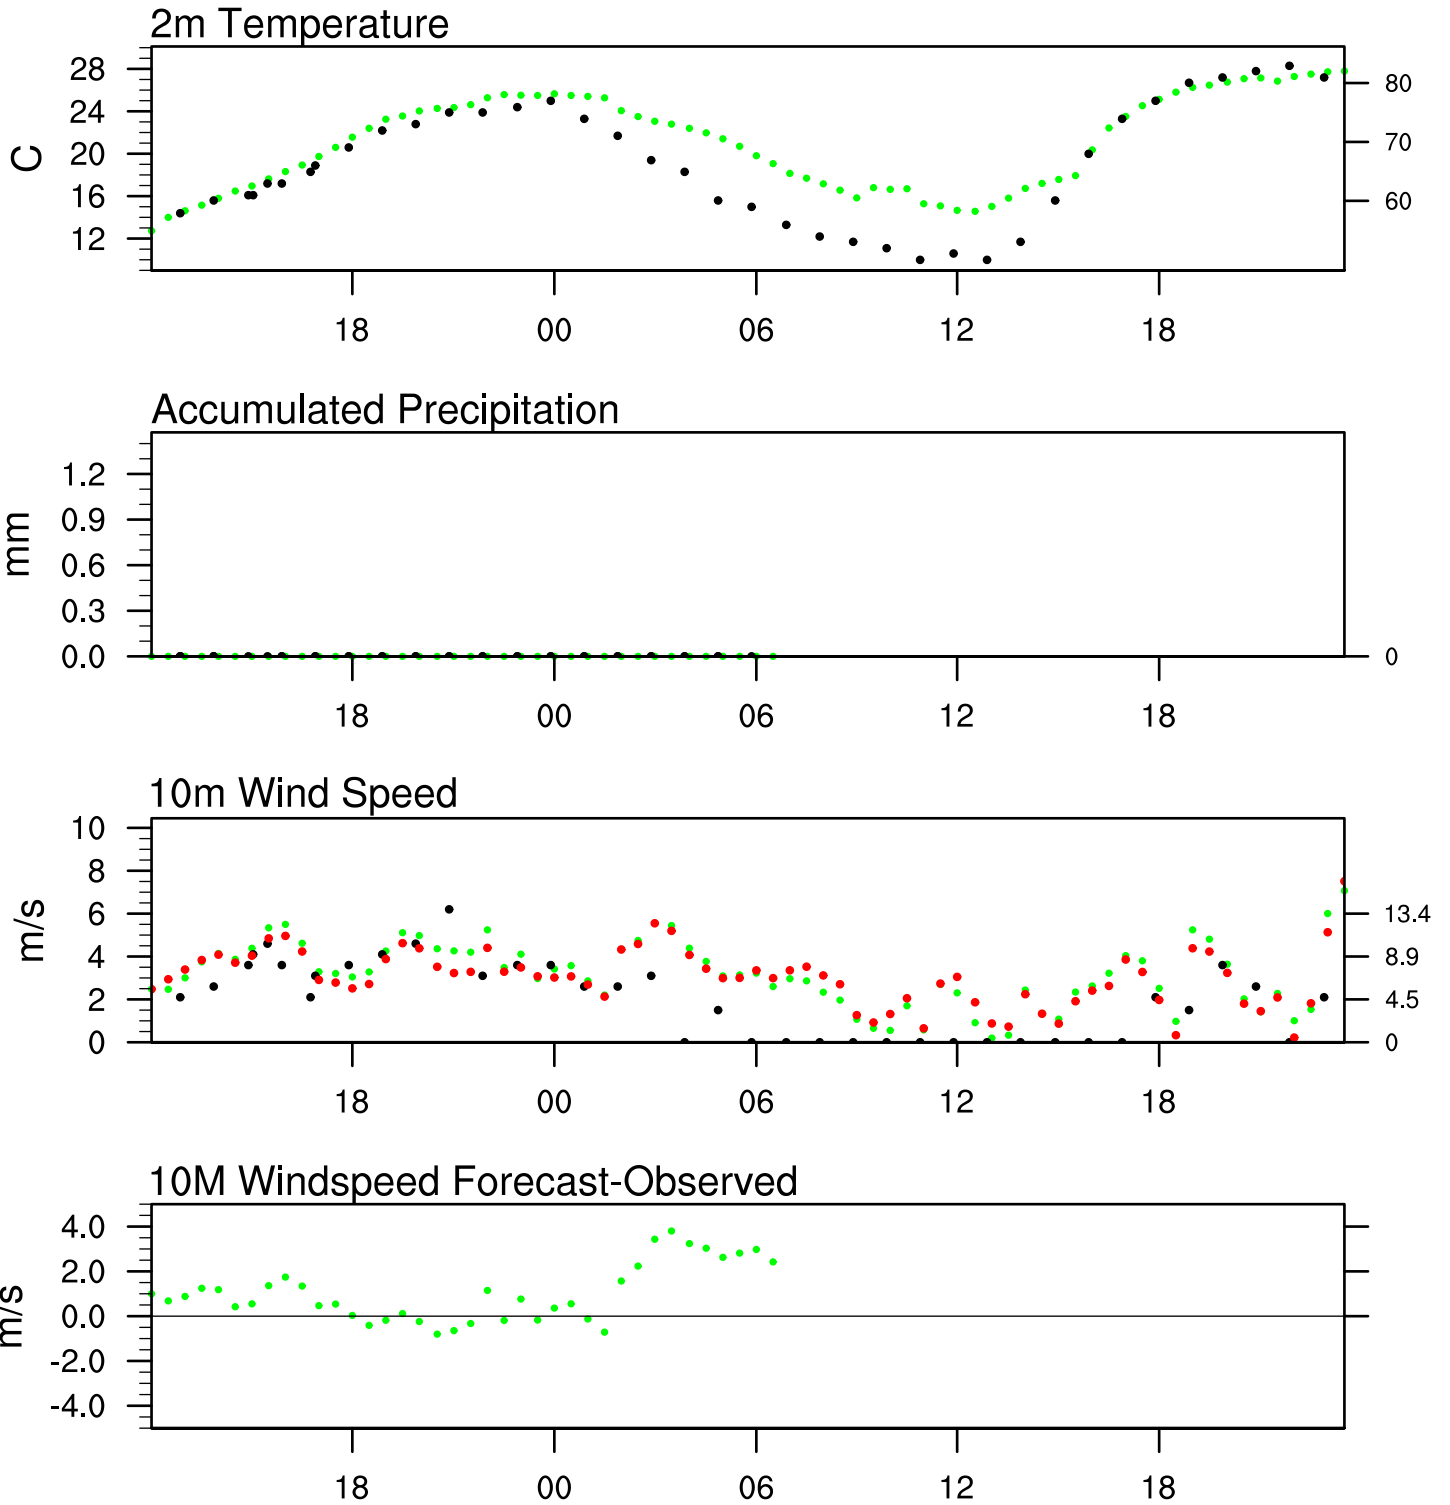 2m Temperature
28
24
20
16
12
C
80
70
60
18 00 06 12 18
Accumulated Precipitation
1.2
0.9
0.6
0.3
0.0
mm
0
18 00 06 12 18
10m Wind Speed
10
8
6
4
2
0
m/s
13.4
8.9
4.5
0
18 00 06 12 18
10M Windspeed Forecast-Observed
4.0
2.0
0.0
-2.0
-4.0
m/s
18 00 06 12 18